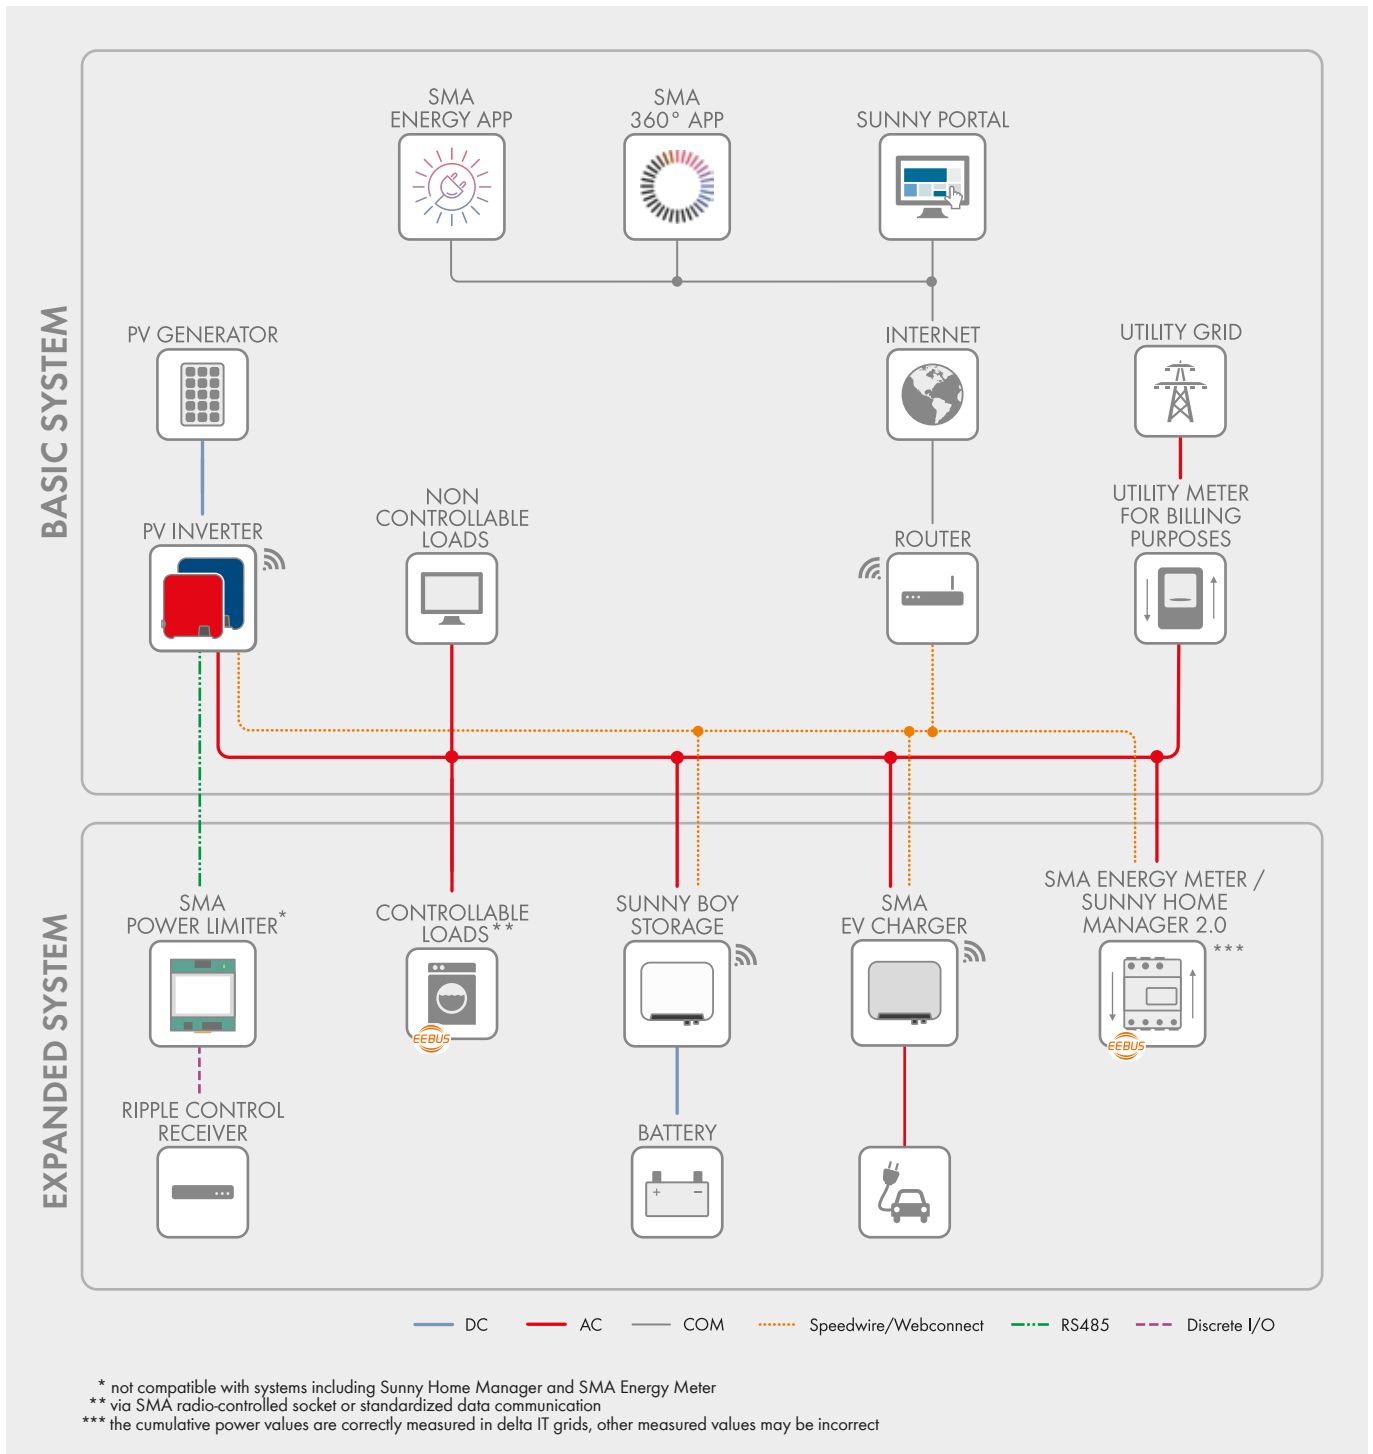 BASIC SYSTEM
SMA
ENERGY APP
SMA
360° APP
SUNNY PORTAL
PV GENERATOR
INTERNET
UTILITY GRID
PV INVERTER
NON
CONTROLLABLE
LOADS
ROUTER
UTILITY METER
FOR BILLING
PURPOSES
EXPANDED SYSTEM
SMA
POWER LIMITER*
CONTROLLABLE
LOADS**
EEBUS
SUNNY BOY
STORAGE
SMA
EV CHARGER
SMA ENERGY METER /
SUNNY HOME
MANAGER 2.0
***
EEBUS
RIPPLE CONTROL
RECEIVER
BATTERY
+ −
DC
AC
COM
Speedwire/Webconnect
RS485
Discrete I/O
* not compatible with systems including Sunny Home Manager and SMA Energy Meter
** via SMA radio-controlled socket or standardized data communication
*** the cumulative power values are correctly measured in delta IT grids, other measured values may be incorrect